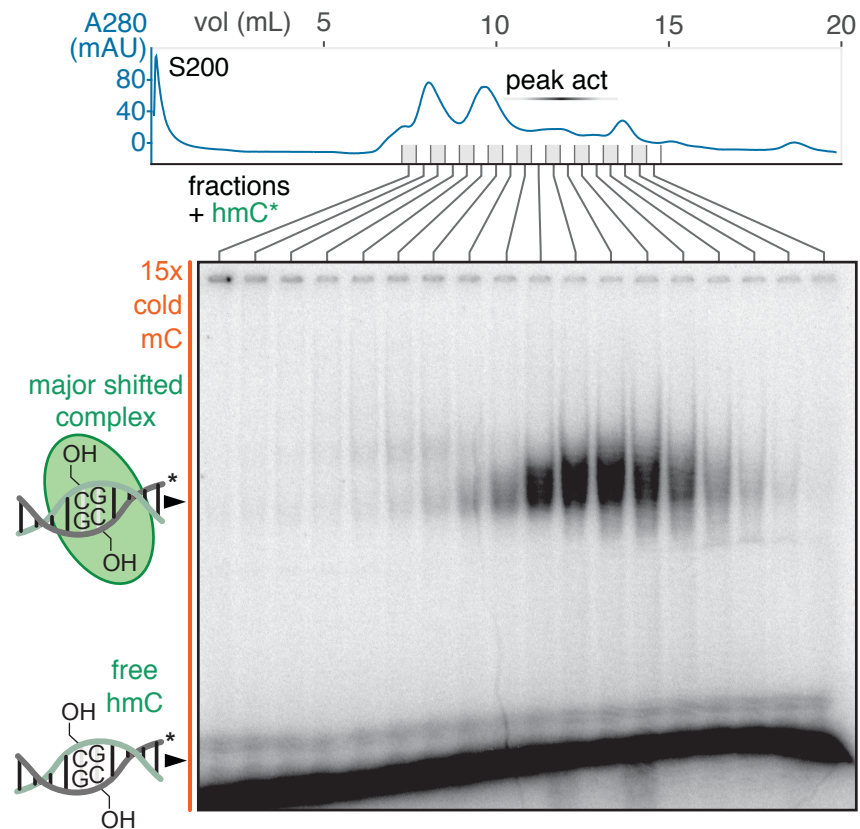 A280
(mAU)
vol (mL)
5
10
15
20
S200
peak act
80
40
0
fractions
+ hmC*
15x
cold
mC
major shifted
complex
OH
*
CG
GC
OH
free
hmC
OH
*
CG
GC
OH